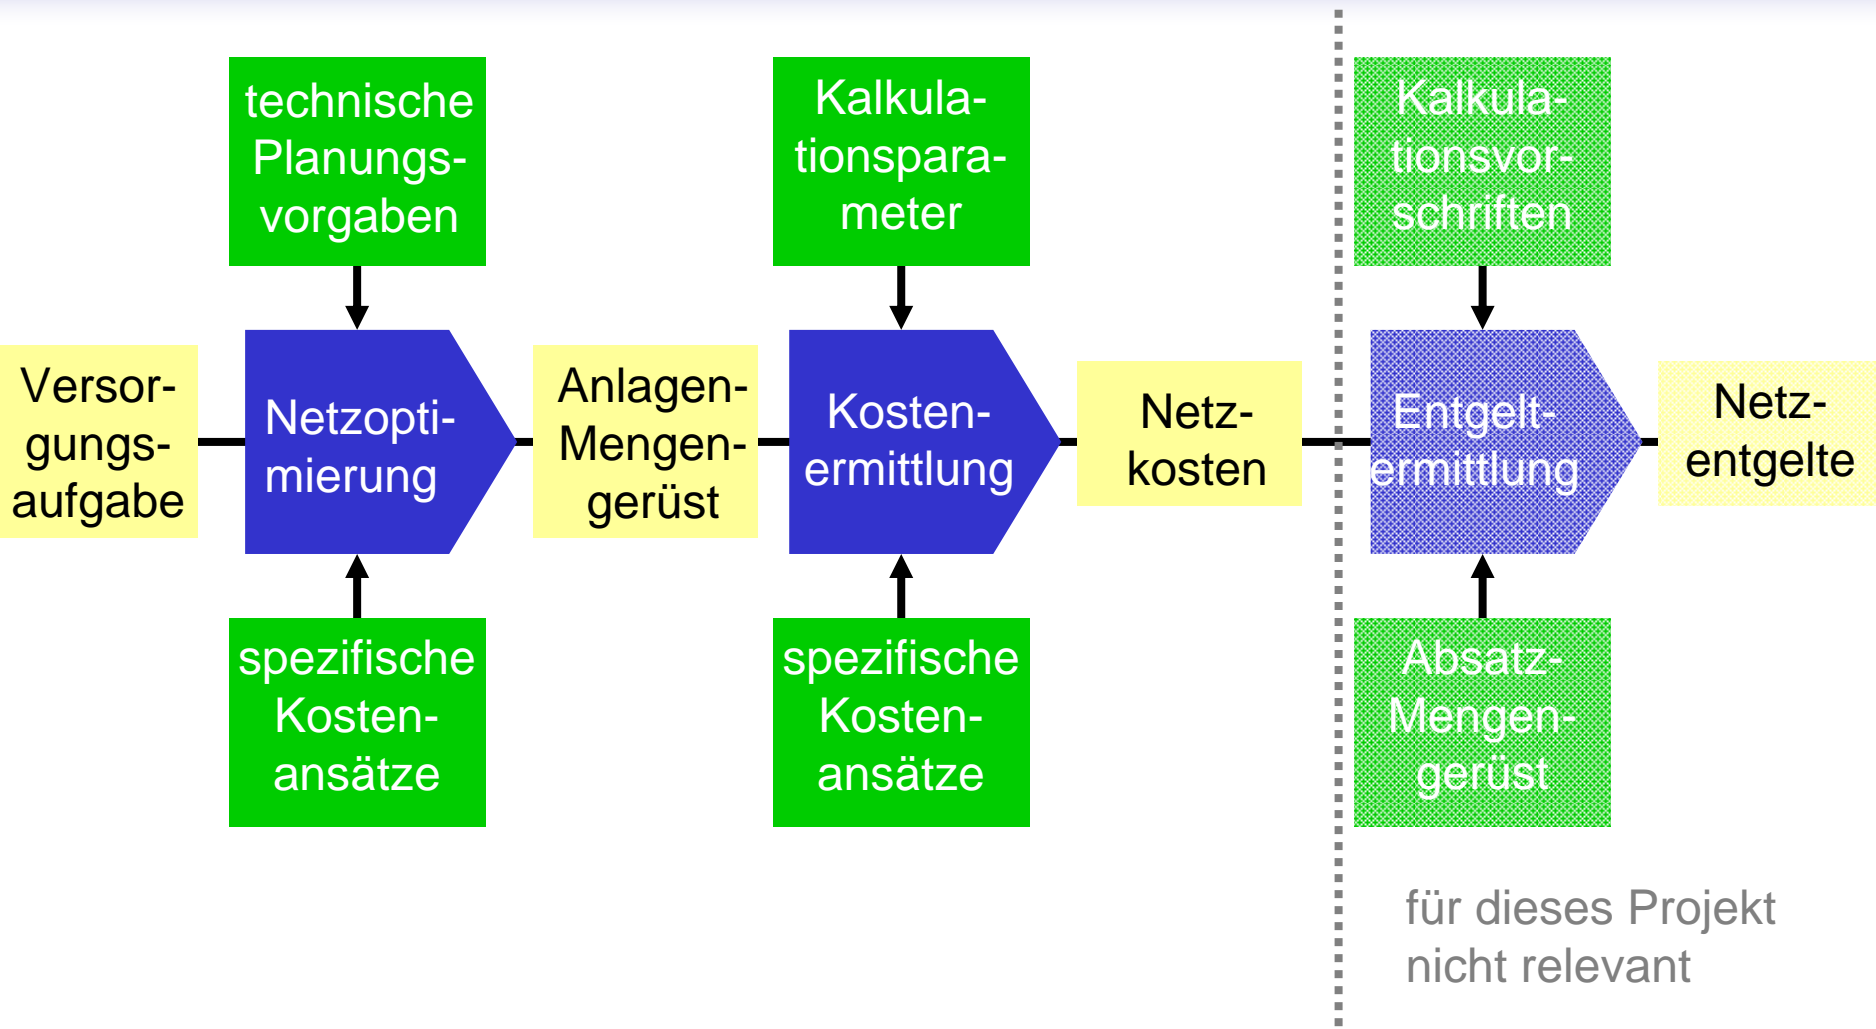 technische
Planungs-
vorgaben
Kalkula-
tionspara-
meter
Kalkula-
tionsvor-
schriften
Versor-
gungs-
aufgabe
Netzopti-
mierung
Anlagen-
Mengen-
gerüst
Kosten-
ermittlung
Netz-
kosten
Entgelt-
ermittlung
Netz-
entgelte
spezifische
Kosten-
ansätze
spezifische
Kosten-
ansätze
Absatz-
Mengen-
gerüst
für dieses Projekt
nicht relevant